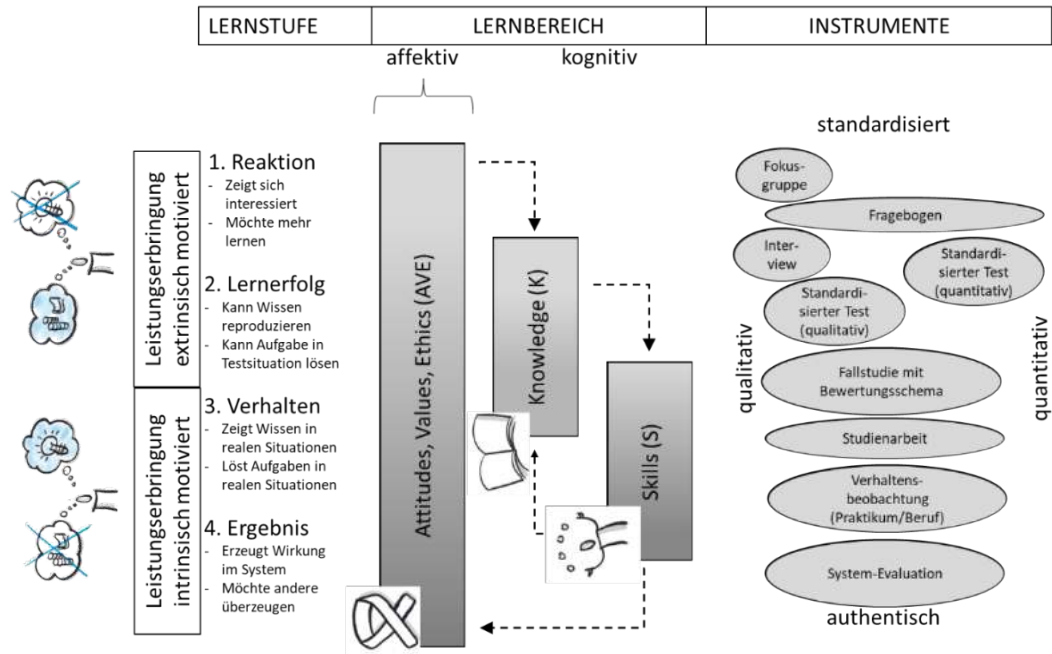 LERNSTUFE
LERNBEREICH
INSTRUMENTE
affektiv
kognitiv
Leistungserbringung
extrinsisch motiviert
Leistungserbringung
intrinsisch motiviert
1. Reaktion
- Zeigt sich
interessiert
- Möchte mehr
lernen
2. Lernerfolg
- Kann Wissen
reproduzieren
- Kann Aufgabe in
Testsituation lösen
3. Verhalten
- Zeigt Wissen in
realen Situationen
- Löst Aufgaben in
realen Situationen
4. Ergebnis
- Erzeugt Wirkung
im System
- Möchte andere
überzeugen
Attitudes, Values, Ethics (AVE)
Knowledge (K)
Skills (S)
standardisiert
Fokus-
gruppe
Fragebogen
Inter-
view
Standardi-
sierter Test
(quantitativ)
Standardi-
sierter Test
(qualitativ)
qualitativ
quantitativ
Fallstudie mit
Bewertungsschema
Studienarbeit
Verhaltens-
beobachtung
(Praktikum/Beruf)
System-Evaluation
authentisch